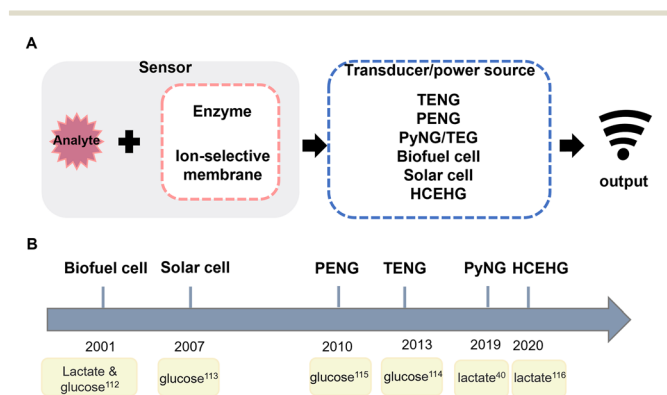 A
Sensor
Transducer/power source
Analyte
Enzyme
Ion-selective
membrane
TENG
PENG
PyNG/TEG
Biofuel cell
Solar cell
HCEHG
output
B
Biofuel cell Solar cell PENG TENG PyNG HCEHG
2001 2007 2010 2013 2019 2020
Lactate &
glucose¹¹² glucose¹¹³ glucose¹¹⁵ glucose¹¹⁴ lactate⁴⁰ lactate¹¹⁶